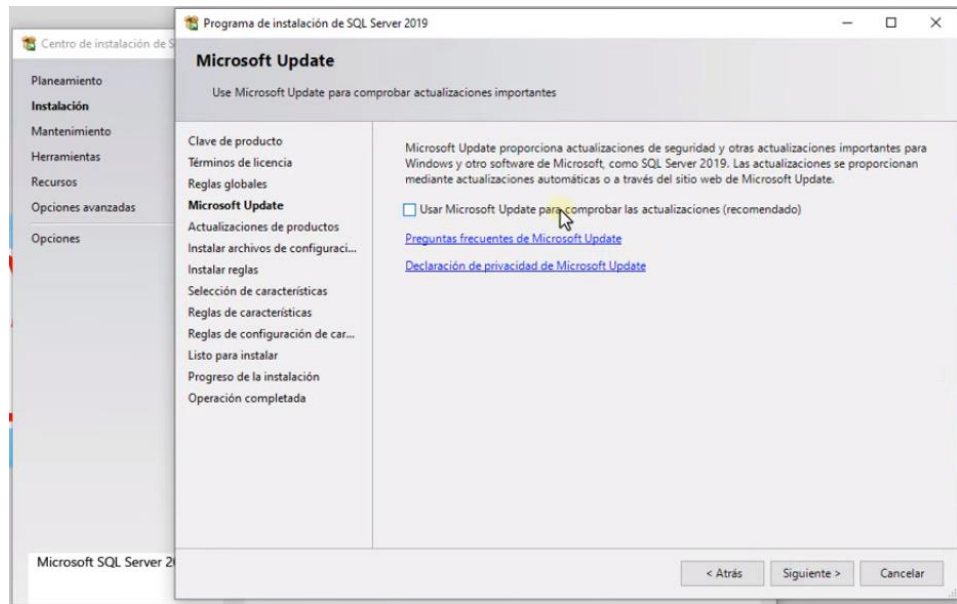 Programa de instalación de SQL Server 2019
Centro de instalación de S
Planeamiento
Instalación
Mantenimiento
Herramientas
Recursos
Opciones avanzadas
Opciones
Microsoft SQL Server 20
Microsoft Update
Use Microsoft Update para comprobar actualizaciones importantes
Clave de producto
Términos de licencia
Reglas globales
Microsoft Update
Actualizaciones de productos
Instalar archivos de configuraci...
Instalar reglas
Selección de características
Reglas de características
Reglas de configuración de car...
Listo para instalar
Progreso de la instalación
Operación completada
Microsoft Update proporciona actualizaciones de seguridad y otras actualizaciones importantes para
Windows y otro software de Microsoft, como SQL Server 2019. Las actualizaciones se proporcionan
mediante actualizaciones automáticas o a través del sitio web de Microsoft Update.
Usar Microsoft Update para comprobar las actualizaciones (recomendado)
Preguntas frecuentes de Microsoft Update
Declaración de privacidad de Microsoft Update
< Atrás
Siguiente >
Cancelar